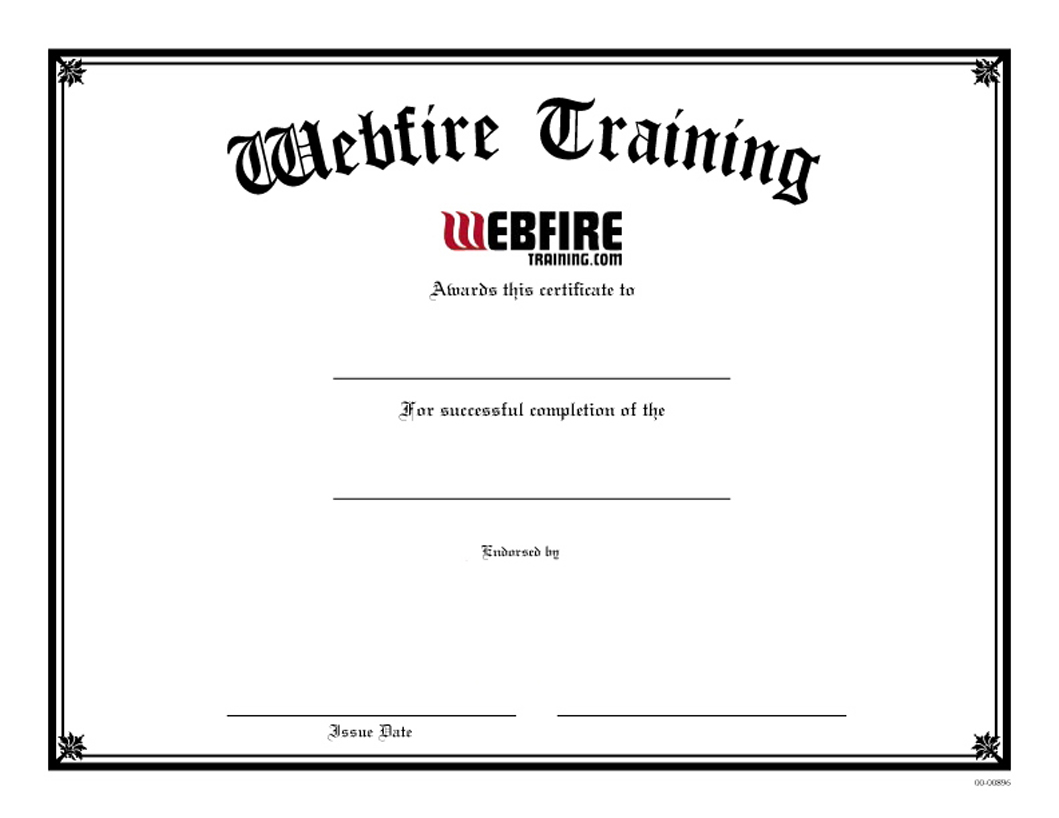 Webfire Training
WEBFIRE
TRAINING.COM
Awards this certificate to
For successful completion of the
Endorsed by
Issue Date
00-00896